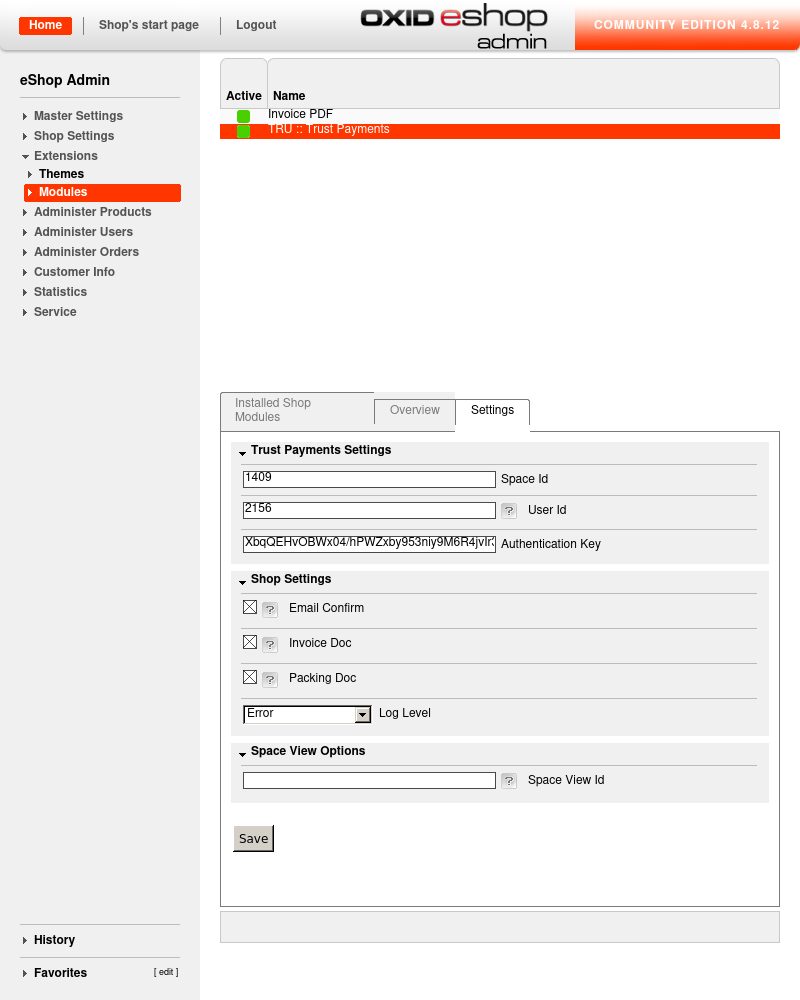 Home
Shop's start page
Logout
OXID eshop
admin
COMMUNITY EDITION 4.8.12
eShop Admin
Master Settings
Shop Settings
Extensions
Themes
Modules
Administer Products
Administer Users
Administer Orders
Customer Info
Statistics
Service
History
Favorites
[ edit ]
Active
Name
Invoice PDF
TRU :: Trust Payments
Installed Shop
Modules
Overview
Settings
Trust Payments Settings
1409
Space Id
2156
? User Id
Authentication Key
Shop Settings
? Email Confirm
? Invoice Doc
? Packing Doc
Error
Log Level
Space View Options
? Space View Id
Save